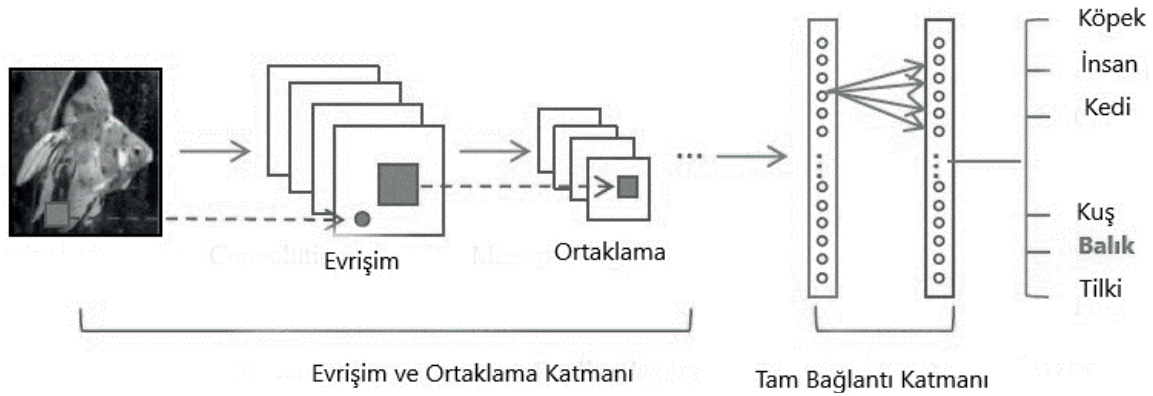 Köpek
İnsan
Kedi
Kuş
Balık
Tilki
Evrişim
Ortaklama
Evrişim ve Ortaklama Katmanı
Tam Bağlantı Katmanı